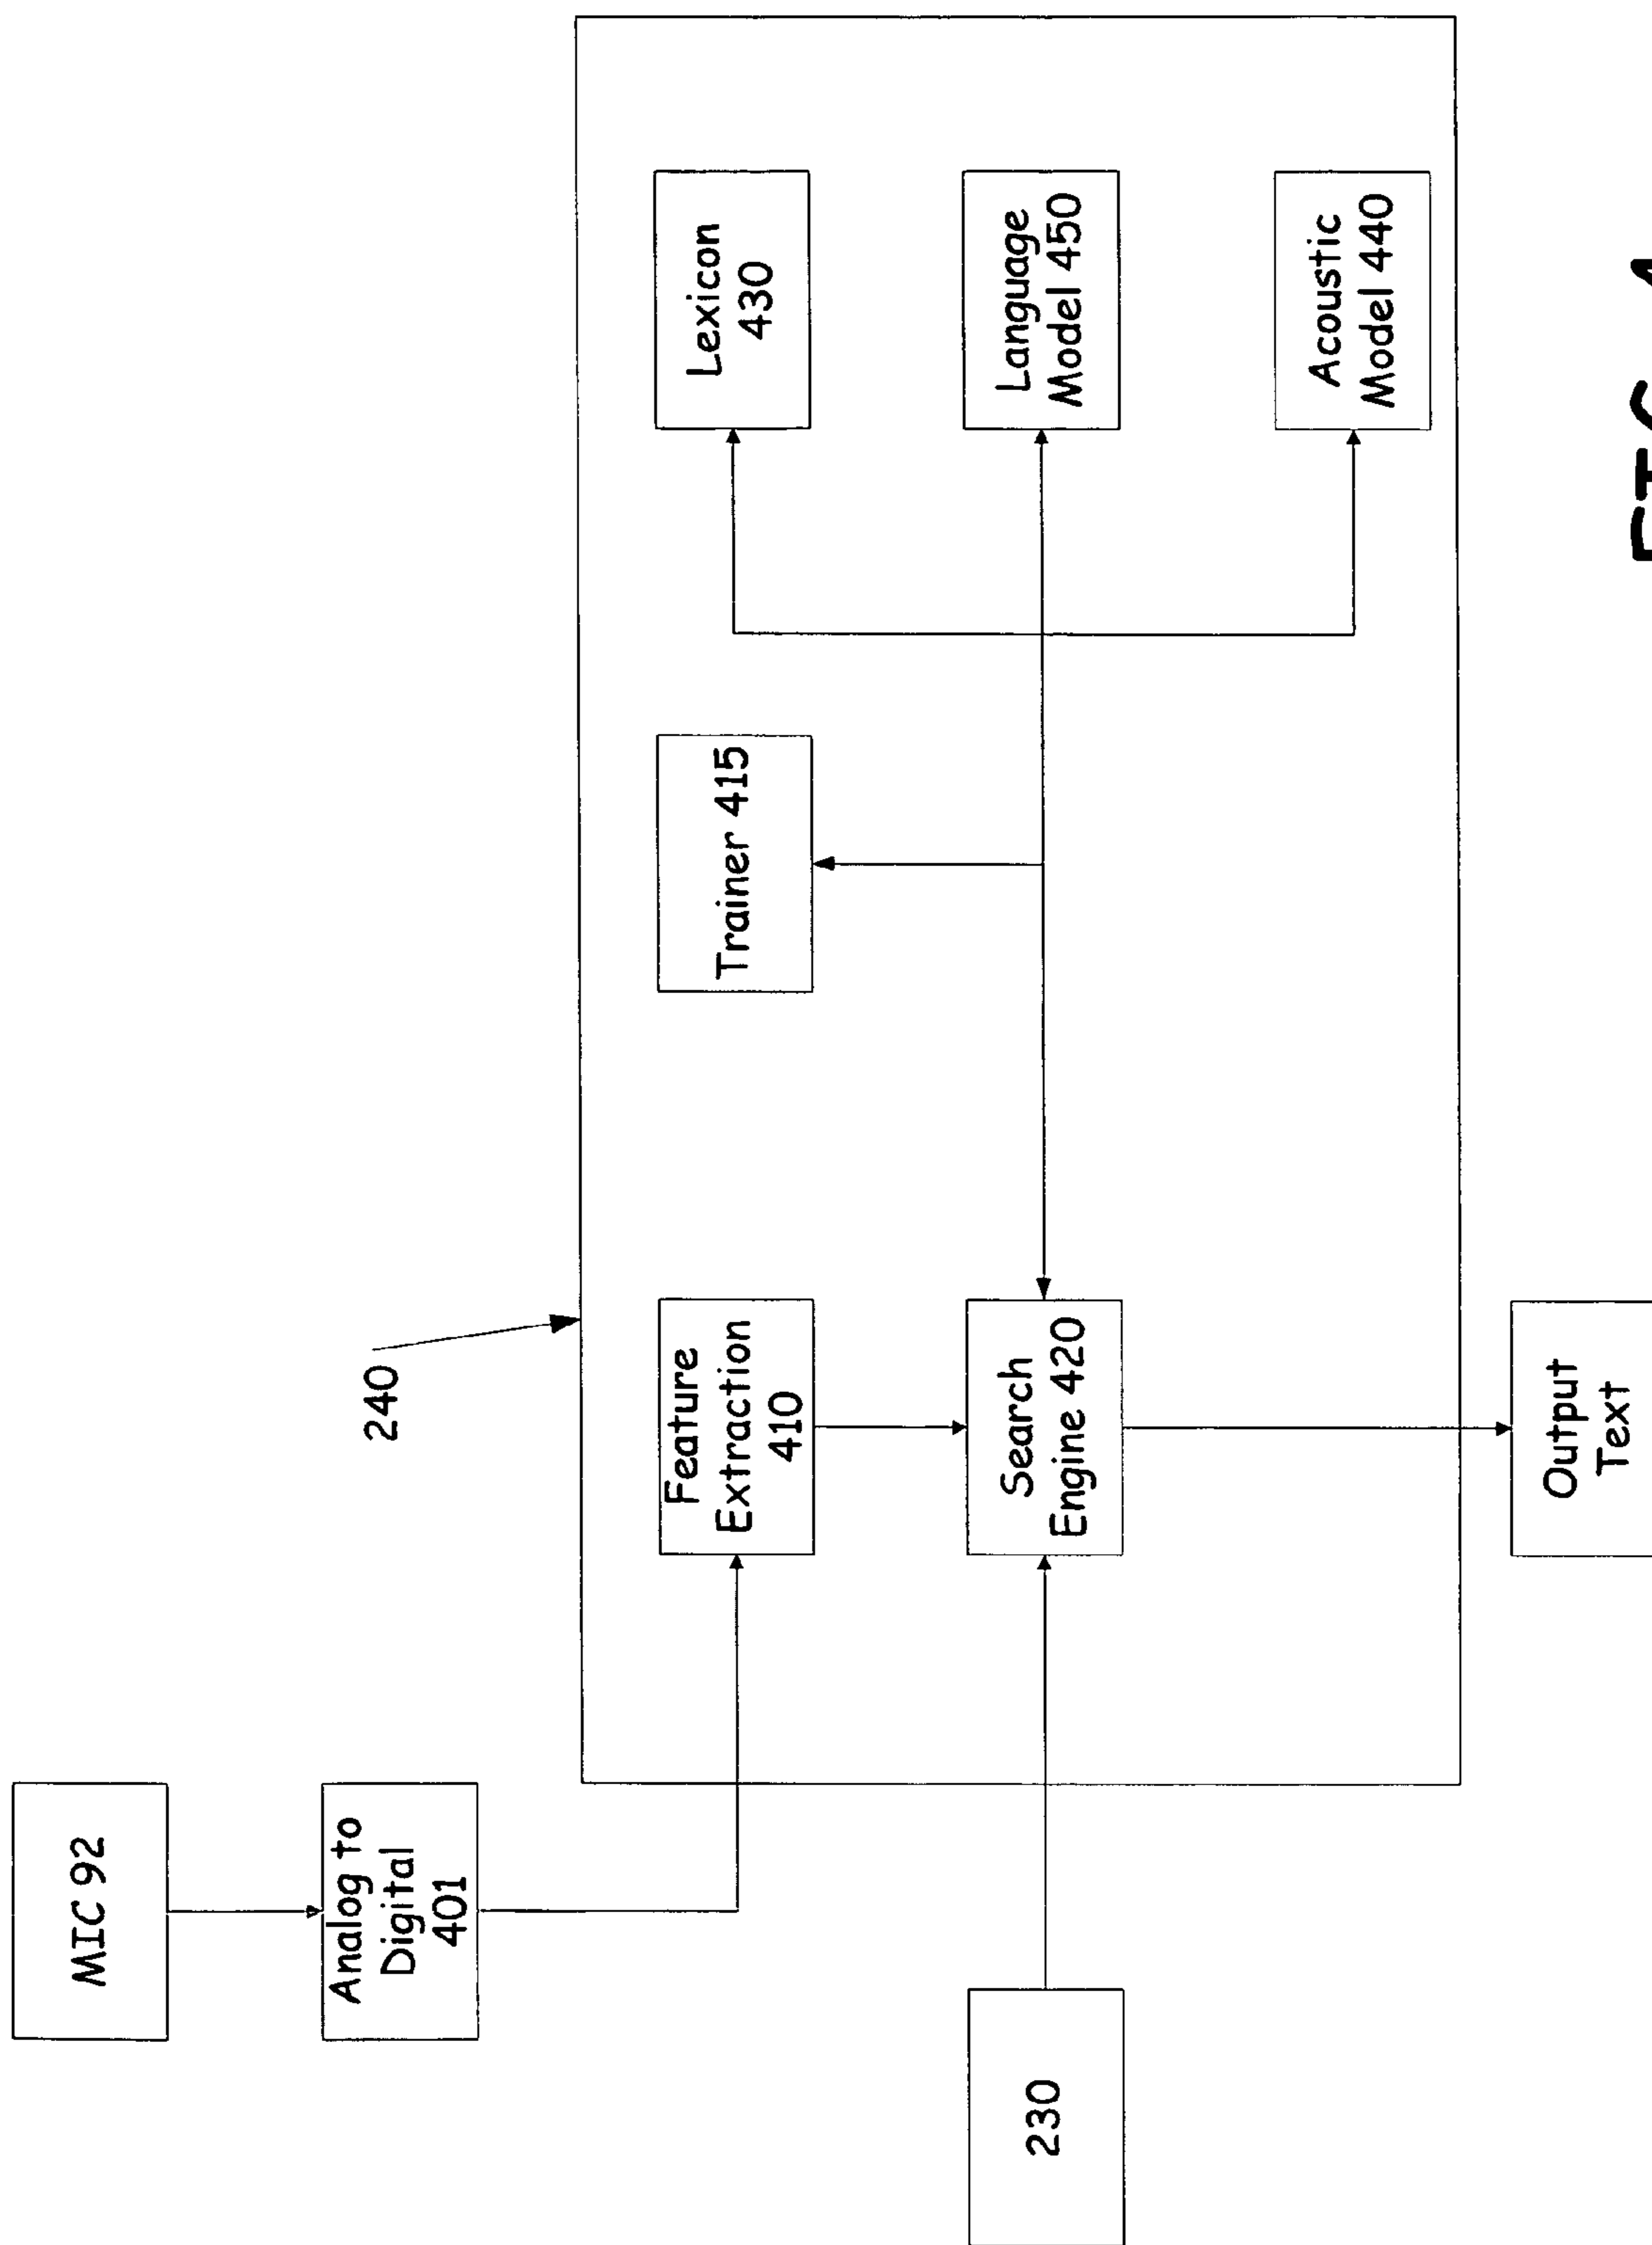 MIC 92
Analog to
Digital
401
240
Feature
Extraction
410
Trainer 415
Lexicon
430
230
Search
Engine 420
Language
Model 450
Acoustic
Model 440
Output
Text